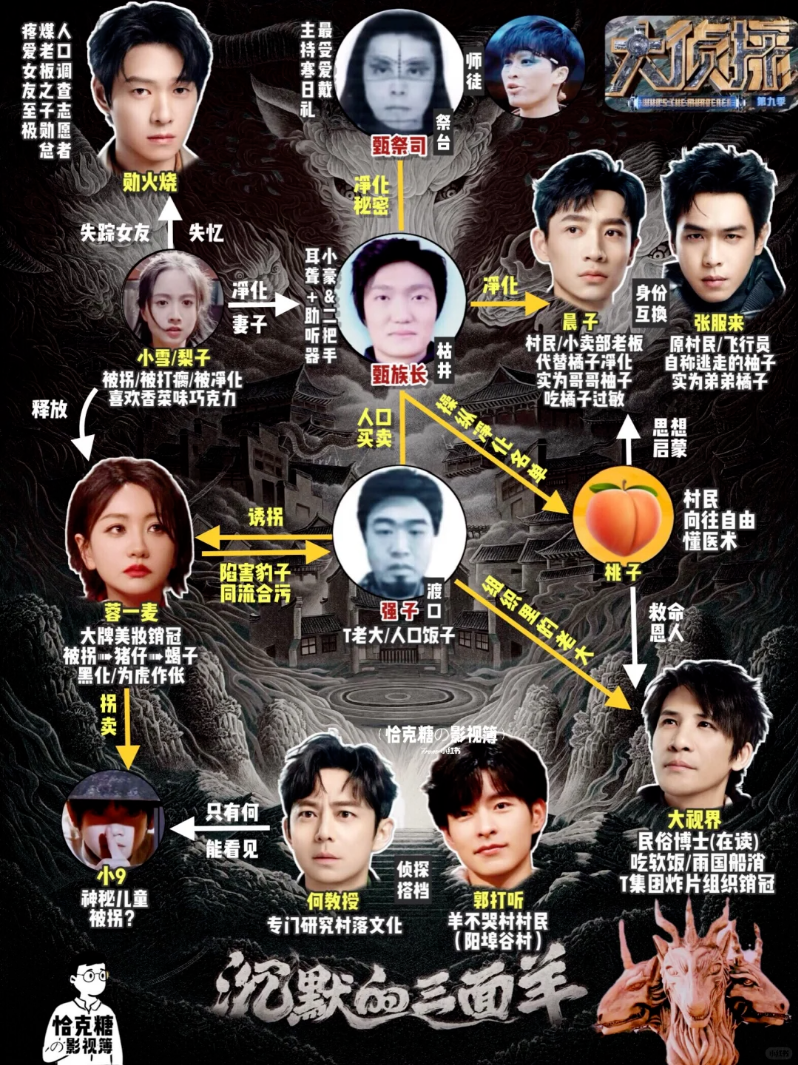 人口调查志愿者
煤老板之子勋怠
疼爱女友至极
勋火烧
最受爱戴
主持寒日礼
祭台
甄祭司
师徒
大侦探
WHO'S THE MURDERER
第九季
净化
秘密
失踪女友
失忆
小雪/梨子
被拐/被打瘸/被净化
喜欢香菜味巧克力
净化
妻子
小豪&二把手
耳聋+助听器
枯井
甄族长
净化
晨子
村民/小卖部老板
代替橘子净化
实为哥哥柚子
吃橘子过敏
身份
互换
张服来
原村民/飞行员
自称逃走的柚子
实为弟弟橘子
释放
人口
买卖
操纵净化名单
思想
启蒙
桃子
村民
向往自由
懂医术
蓉一麦
大牌美妆销冠
被拐➠猪仔➠蝎子
黑化/为虎作伥
诱拐
陷害豹子
同流合污
渡口
强子
T老大/人口饭子
组织里的老大
救命
恩人
大视界
民俗博士(在读)
吃软饭/雨国船消
T集团炸片组织销冠
拐卖
小9
神秘儿童
被拐?
只有何
能看见
恰克糖の影视簿
小红书
何教授
专门研究村落文化
侦探
搭档
郭打听
羊不哭村村民
(阳埠谷村)
沉默的三面羊
恰克糖
の影视簿
小红书